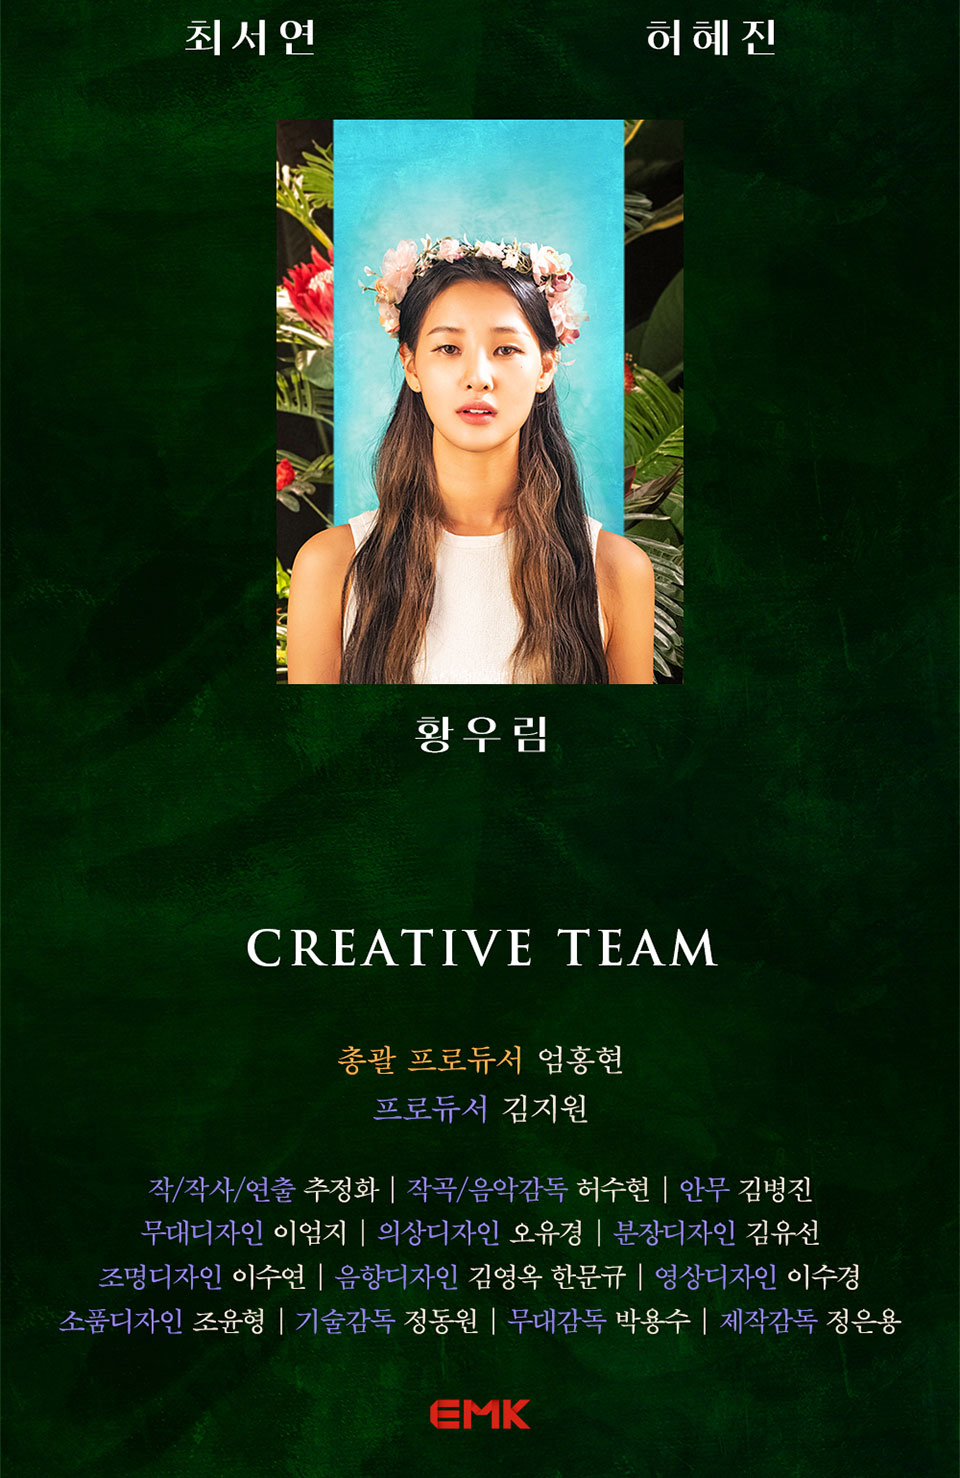 최서연 허혜진
황우림
CREATIVE TEAM
총괄 프로듀서 엄홍현
프로듀서 김지원
작/작사/연출 추정화 | 작곡/음악감독 허수현 | 안무 김병진
무대디자인 이엄지 | 의상디자인 오유경 | 분장디자인 김유선
조명디자인 이수연 | 음향디자인 김영옥 한문규 | 영상디자인 이수경
소품디자인 조윤형 | 기술감독 정동원 | 무대감독 박용수 | 제작감독 정은용
EMK